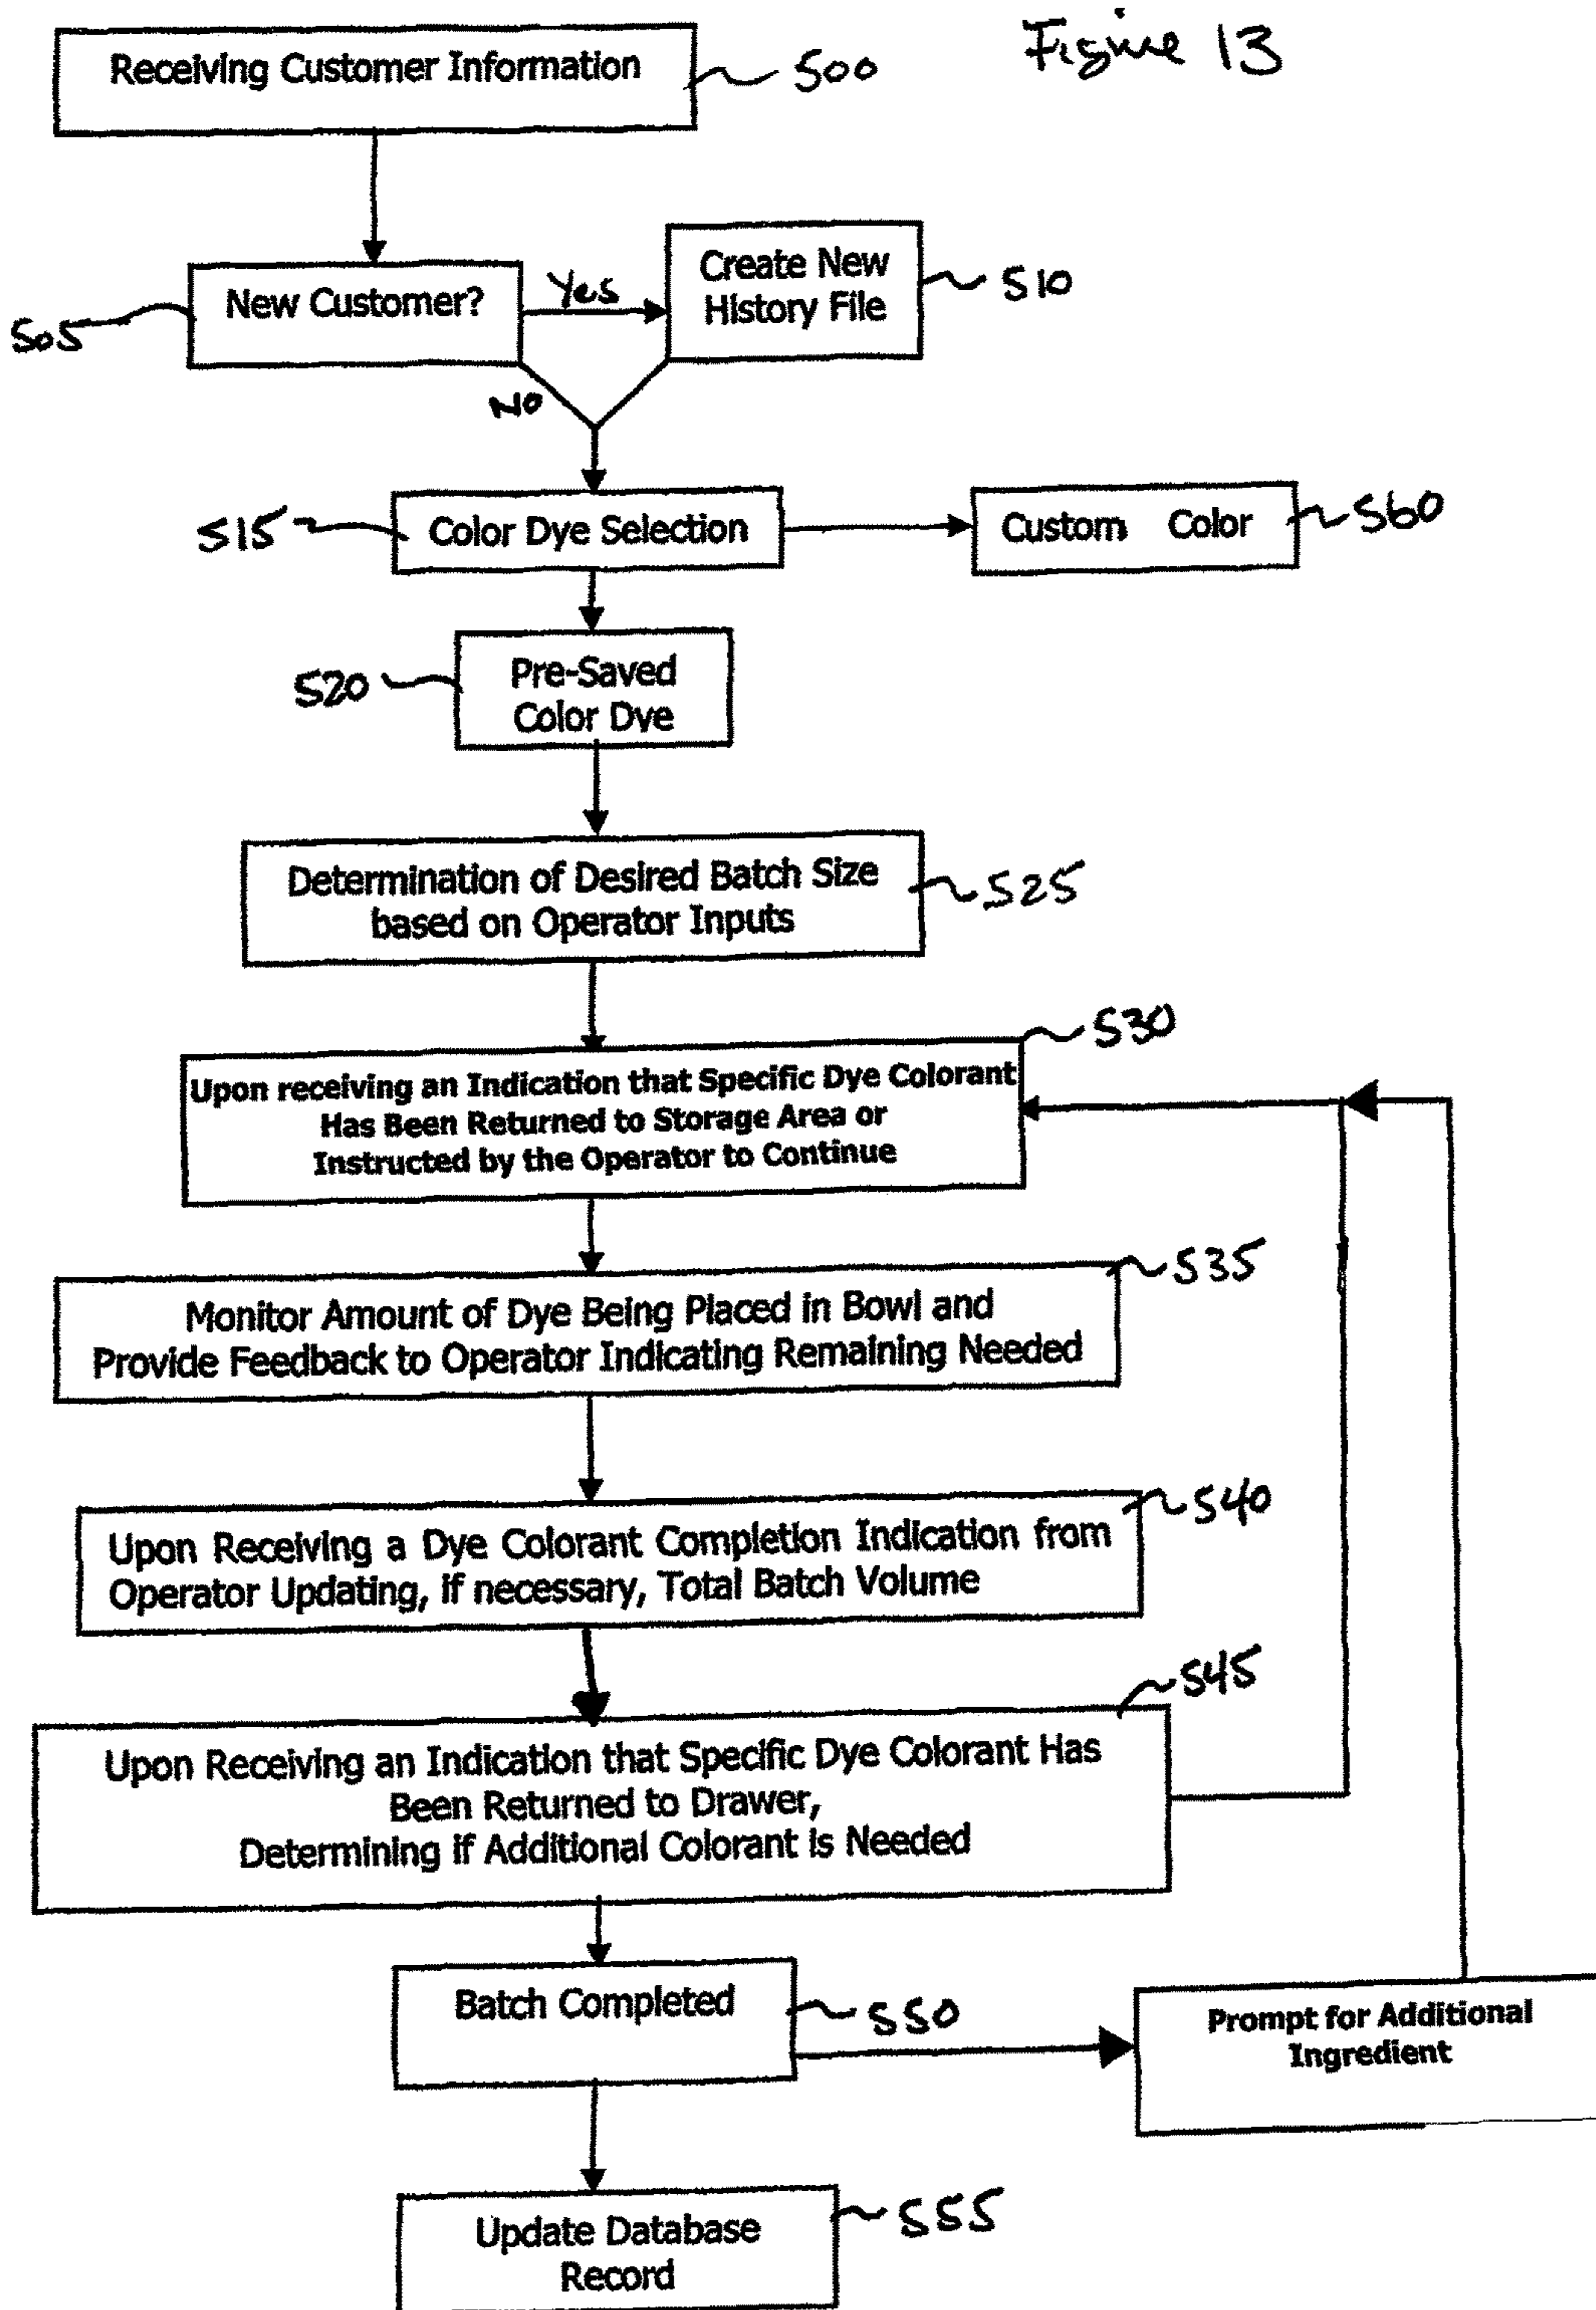 Figure 13
Receiving Customer Information
500
New Customer?
505
Yes
Create New
History File
510
No
Color Dye Selection
515
Custom Color
560
Pre-Saved
Color Dye
520
Determination of Desired Batch Size
based on Operator Inputs
525
530
Upon receiving an Indication that Specific Dye Colorant
Has Been Returned to Storage Area or
Instructed by the Operator to Continue
535
Monitor Amount of Dye Being Placed in Bowl and
Provide Feedback to Operator Indicating Remaining Needed
540
Upon Receiving a Dye Colorant Completion Indication from
Operator Updating, if necessary, Total Batch Volume
545
Upon Receiving an Indication that Specific Dye Colorant Has
Been Returned to Drawer,
Determining if Additional Colorant is Needed
Batch Completed
550
Prompt for Additional
Ingredient
Update Database
Record
555